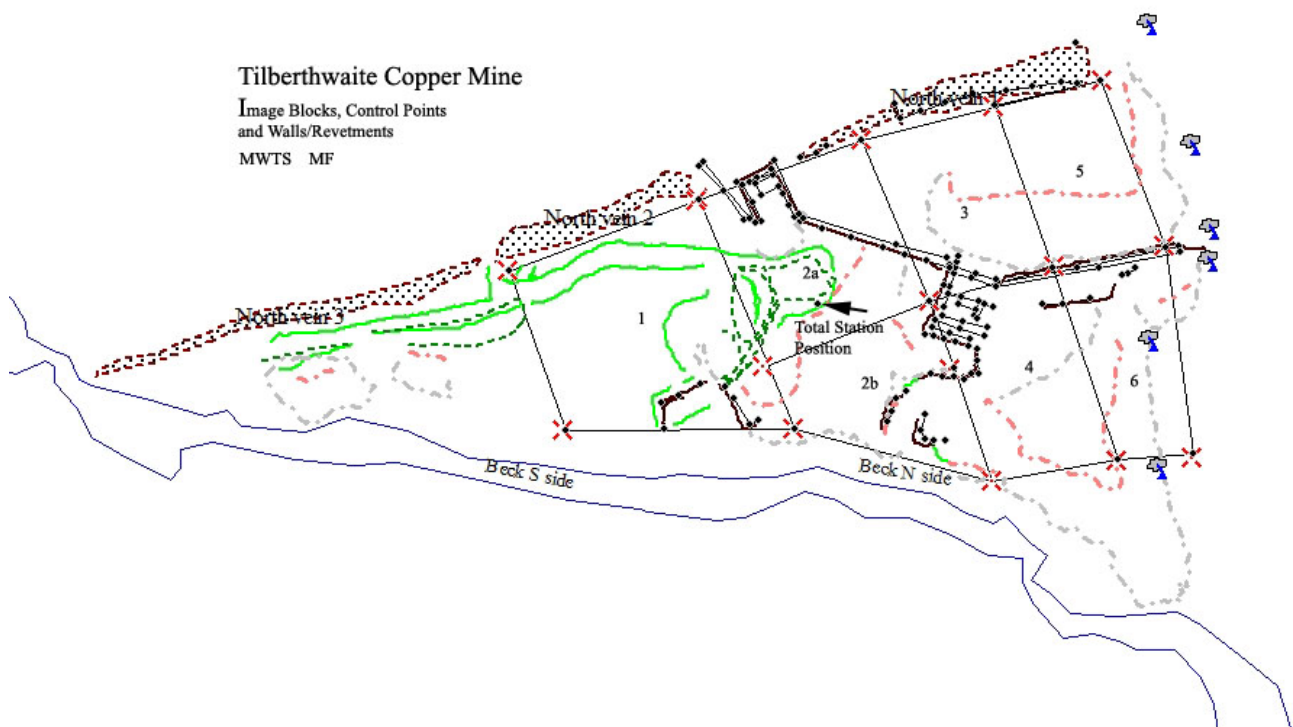 Tilberthwaite Copper Mine
Image Blocks, Control Points
and Walls/Revetments
MWTS MF
North vein 1
5
3
North vein 2
2a
North vein 3
1
Total Station
Position
2b
4
6
Beck S side
Beck N side